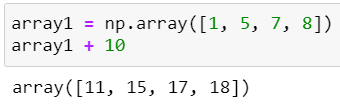 array1 = np.array([1, 5, 7, 8])
array1 + 10
array([11, 15, 17, 18])